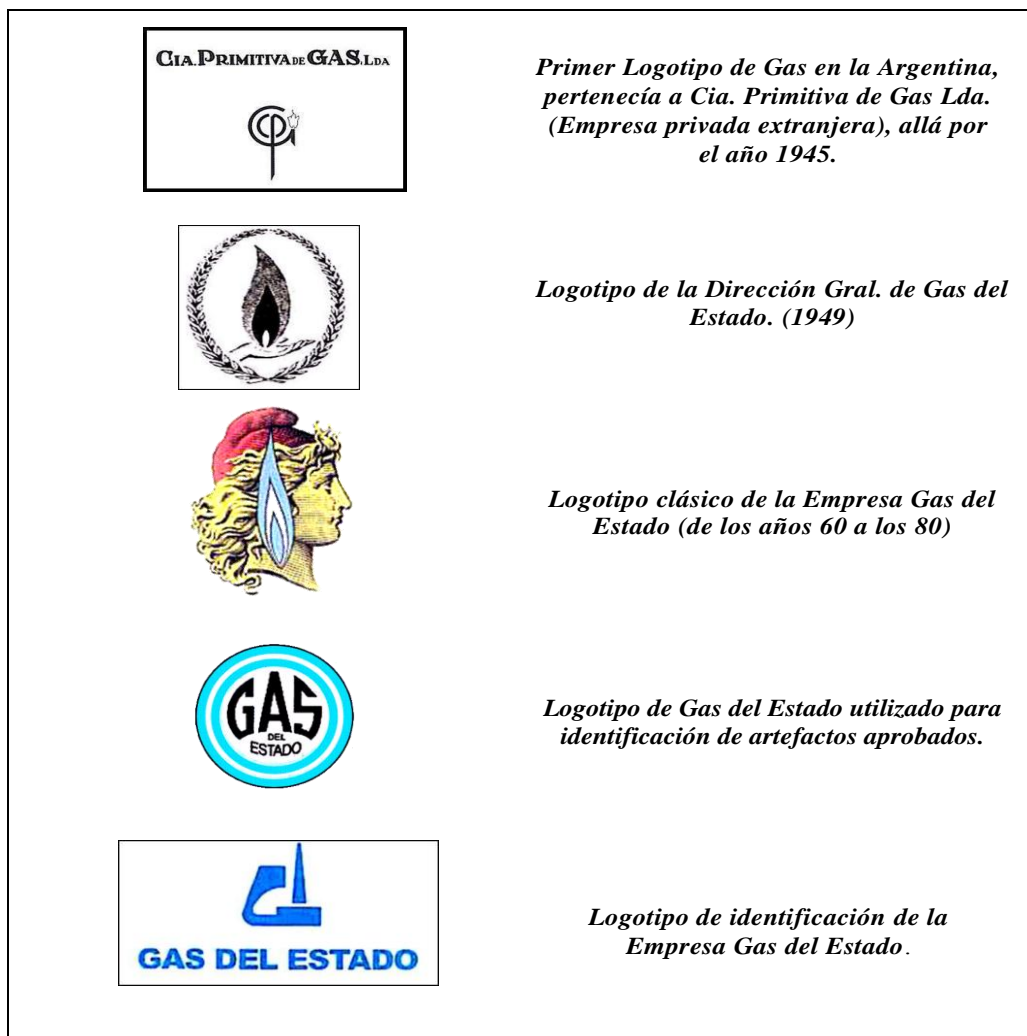 CIA. PRIMITIVA DE GAS. LDA
Primer Logotipo de Gas en la Argentina,
pertenecía a Cia. Primitiva de Gas Lda.
(Empresa privada extranjera), allá por
el año 1945.
Logotipo de la Dirección Gral. de Gas del
Estado. (1949)
Logotipo clásico de la Empresa Gas del
Estado (de los años 60 a los 80)
GAS
DEL
ESTADO
Logotipo de Gas del Estado utilizado para
identificación de artefactos aprobados.
GAS DEL ESTADO
Logotipo de identificación de la
Empresa Gas del Estado.